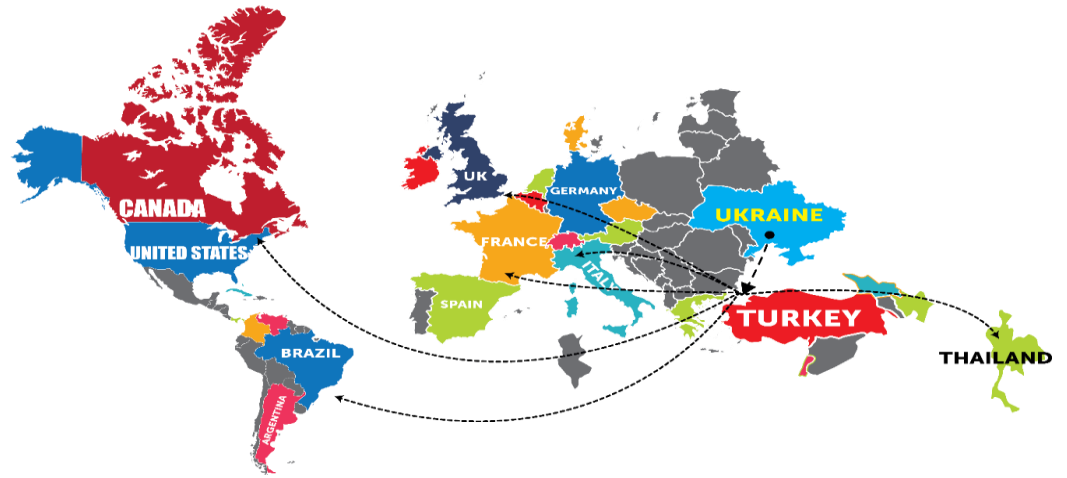 CANADA
UNITED STATES
BRAZIL
ARGENTINA
UK
GERMANY
FRANCE
SPAIN
ITALY
UKRAINE
TURKEY
THAILAND